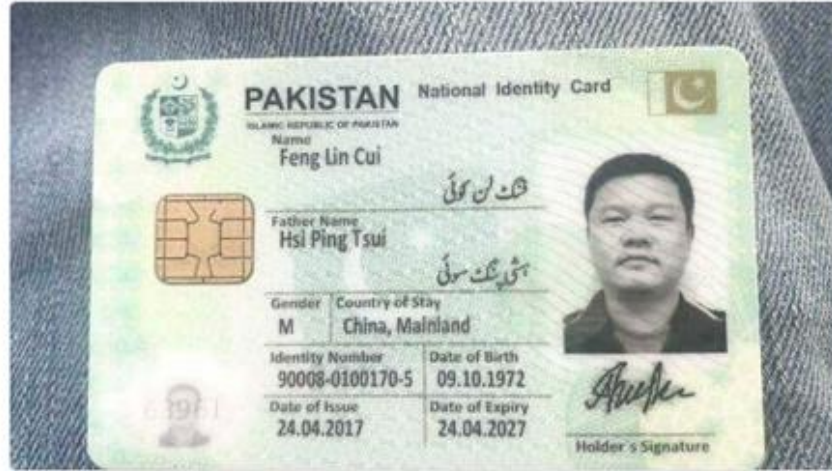 PAKISTAN National Identity Card
ISLAMIC REPUBLIC OF PAKISTAN
Name
Feng Lin Cui
فنگ لن کوئی
Father Name
Hsi Ping Tsui
ہشی پنگ سوئی
Gender Country of Stay
M China, Mainland
Identity Number Date of Birth
90008-0100170-5 09.10.1972
Date of Issue Date of Expiry
24.04.2017 24.04.2027
Holder's Signature